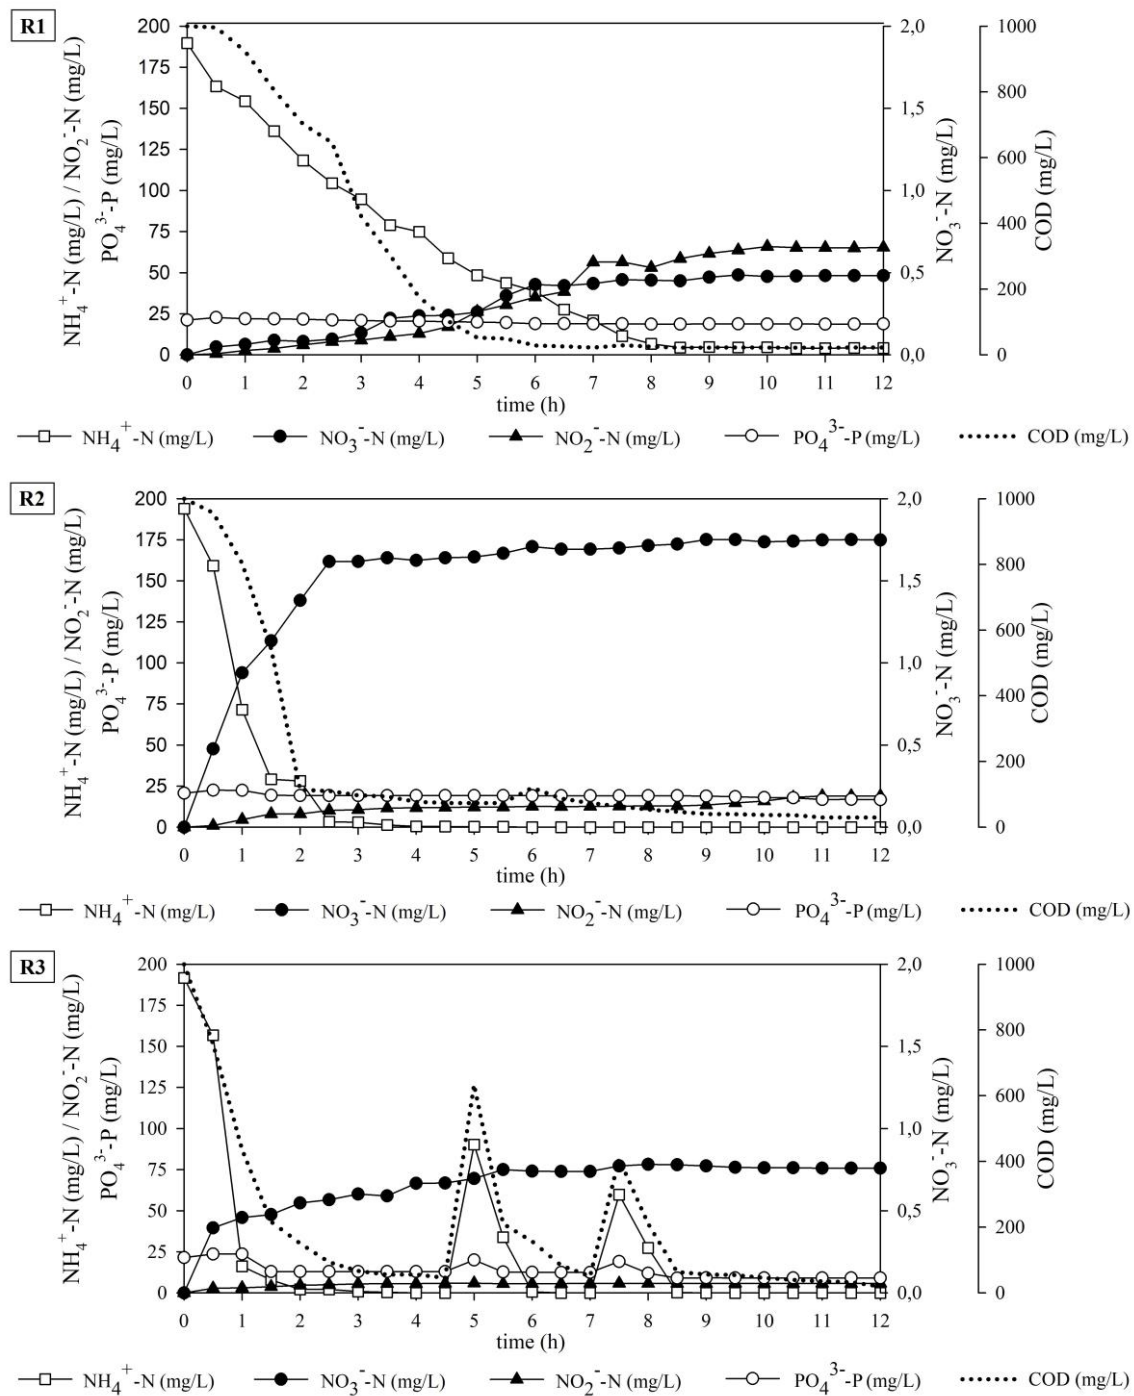 R1
NH₄⁺-N (mg/L) / NO₂⁻-N (mg/L)
PO₄³⁻-P (mg/L)
200
175
150
125
100
75
50
25
0
2,0
1,5
1,0
0,5
0,0
NO₃⁻-N (mg/L)
1000
800
600
400
200
0
COD (mg/L)
0 1 2 3 4 5 6 7 8 9 10 11 12
time (h)
NH₄⁺-N (mg/L) NO₃⁻-N (mg/L) NO₂⁻-N (mg/L) PO₄³⁻-P (mg/L) COD (mg/L)
R2
NH₄⁺-N (mg/L) / NO₂⁻-N (mg/L)
PO₄³⁻-P (mg/L)
200
175
150
125
100
75
50
25
0
2,0
1,5
1,0
0,5
0,0
NO₃⁻-N (mg/L)
1000
800
600
400
200
0
COD (mg/L)
0 1 2 3 4 5 6 7 8 9 10 11 12
time (h)
NH₄⁺-N (mg/L) NO₃⁻-N (mg/L) NO₂⁻-N (mg/L) PO₄³⁻-P (mg/L) COD (mg/L)
R3
NH₄⁺-N (mg/L) / NO₂⁻-N (mg/L)
PO₄³⁻-P (mg/L)
200
175
150
125
100
75
50
25
0
2,0
1,5
1,0
0,5
0,0
NO₃⁻-N (mg/L)
1000
800
600
400
200
0
COD (mg/L)
0 1 2 3 4 5 6 7 8 9 10 11 12
time (h)
NH₄⁺-N (mg/L) NO₃⁻-N (mg/L) NO₂⁻-N (mg/L) PO₄³⁻-P (mg/L) COD (mg/L)